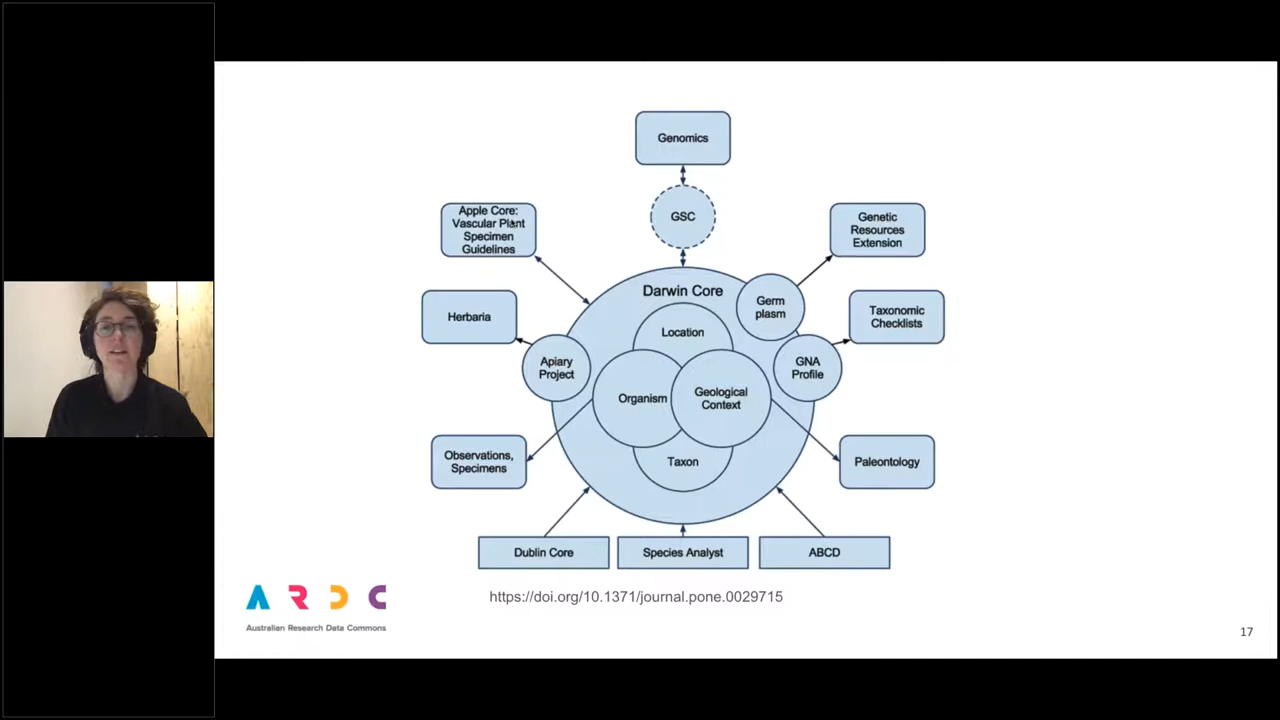 Genomics
GSC
Apple Core:
Vascular Plant
Specimen
Guidelines
Genetic
Resources
Extension
Darwin Core
Germ
plasm
Location
Herbaria
Taxonomic
Checklists
Apiary
Project
GNA
Profile
Organism
Geological
Context
Observations,
Specimens
Taxon
Paleontology
Dublin Core
Species Analyst
ABCD
https://doi.org/10.1371/journal.pone.0029715
ARDC
Australian Research Data Commons
17